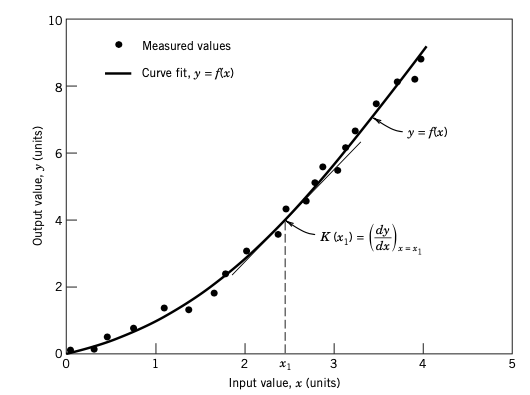 10
8
6
4
2
0
Output value, y (units)
Measured values
Curve fit, y = f(x)
y = f(x)
K (x₁) = (dy/dx)ₓ₌ₓ₁
0 1 2 x₁ 3 4 5
Input value, x (units)